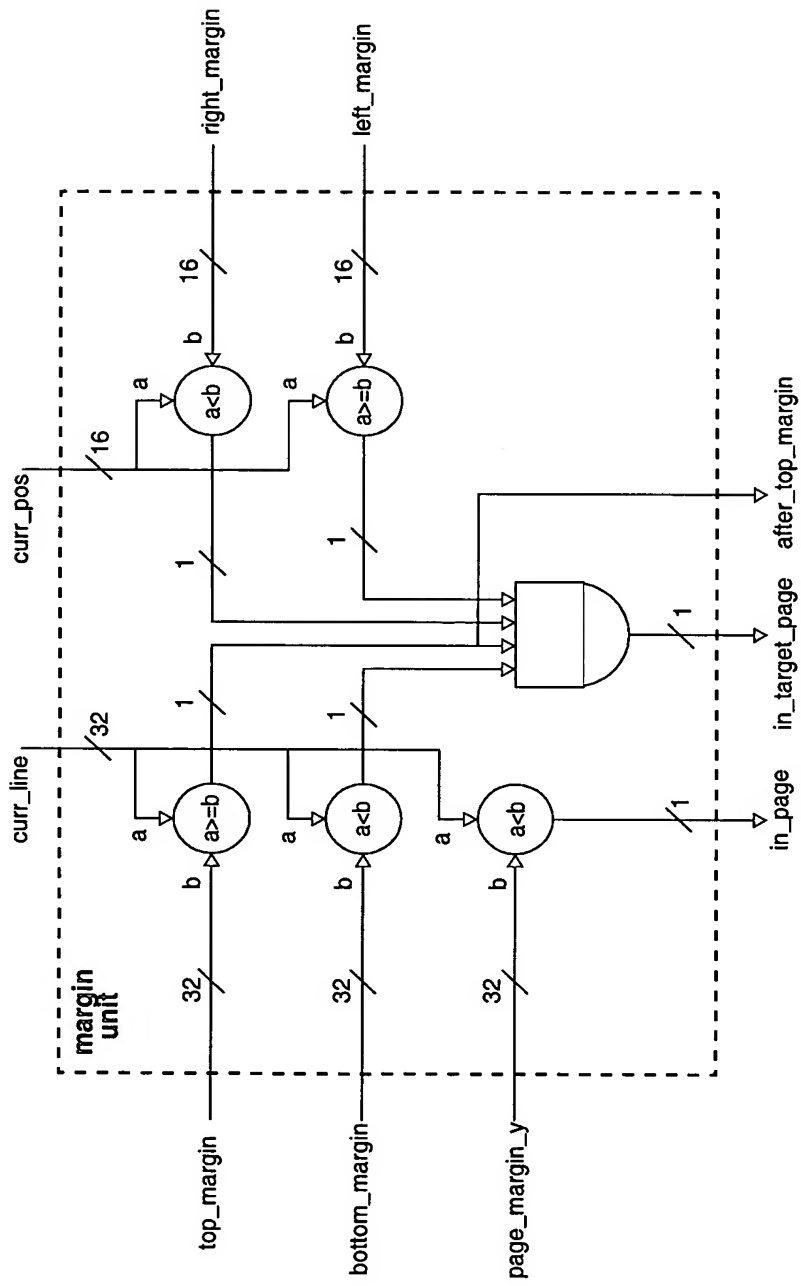 curr_line
curr_pos
margin
unit
32
16
a
a
32
b
1
1
b
16
top_margin
a>=b
a<b
right_margin
a
a
32
b
1
1
b
16
bottom_margin
a<b
a>=b
left_margin
a
32
b
page_margin_y
a<b
1
1
in_page
in_target_page
after_top_margin